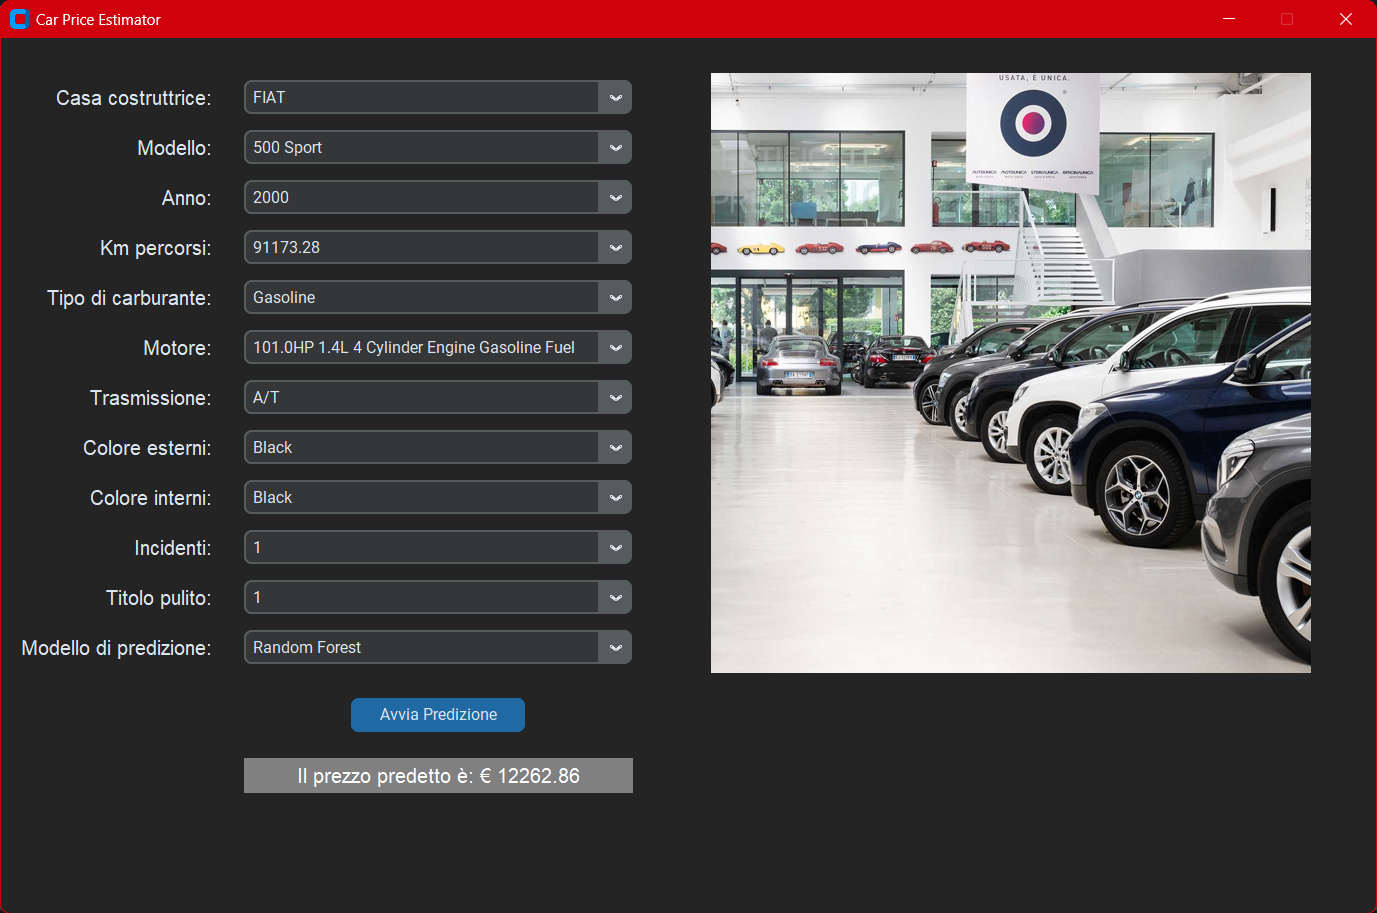 Car Price Estimator
Casa costruttrice: FIAT
Modello: 500 Sport
Anno: 2000
Km percorsi: 91173.28
Tipo di carburante: Gasoline
Motore: 101.0HP 1.4L 4 Cylinder Engine Gasoline Fuel
Trasmissione: A/T
Colore esterni: Black
Colore interni: Black
Incidenti: 1
Titolo pulito: 1
Modello di predizione: Random Forest
Avvia Predizione
Il prezzo predetto è: € 12262.86
USATA, È UNICA.
AUTOUNICA MOTOUNICA STORIAUNICA OFFICINAUNICA